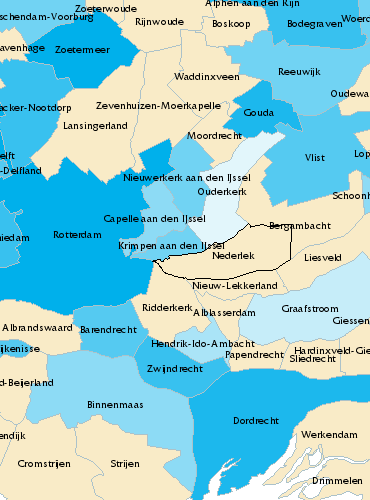 Zoeterwoude
Alphen aan den Rijn
schendam-Voorburg
Rijnwoude
Boskoop
Bodegraven
Woerd
avenhage
Zoetermeer
Waddinxveen
Reeuwijk
Oudewa
acker-Nootdorp
Zevenhuizen-Moerkapelle
Gouda
Lansingerland
Moordrecht
elft
Vlist
Lop
-Delfland
Nieuwerkerk aan den IJssel
Ouderkerk
Schoonh
Capelle aan den IJssel
Bergambacht
iedam
Rotterdam
Krimpen aan den IJssel
Nederlek
Liesveld
Nieuw-Lekkerland
Ridderkerk
Alblasserdam
Graafstroom
Giessen
Albrandswaard
Barendrecht
Hendrik-Ido-Ambacht
ijkenisse
Papendrecht
Hardinxveld-Gie
Sliedrecht
Zwijndrecht
d-Beijerland
Binnenmaas
Dordrecht
endijk
Werkendam
Cromstrijen
Strijen
Drimmelen